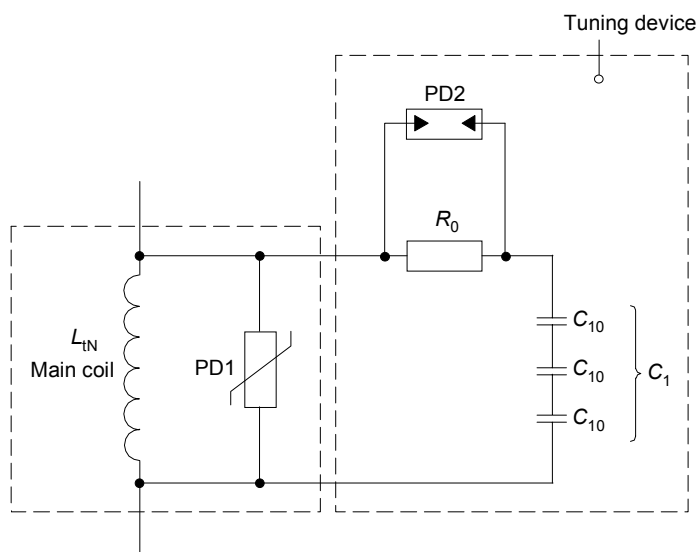 Tuning device
PD2
R0
LtN
Main coil
PD1
C10
C10
C10
C1